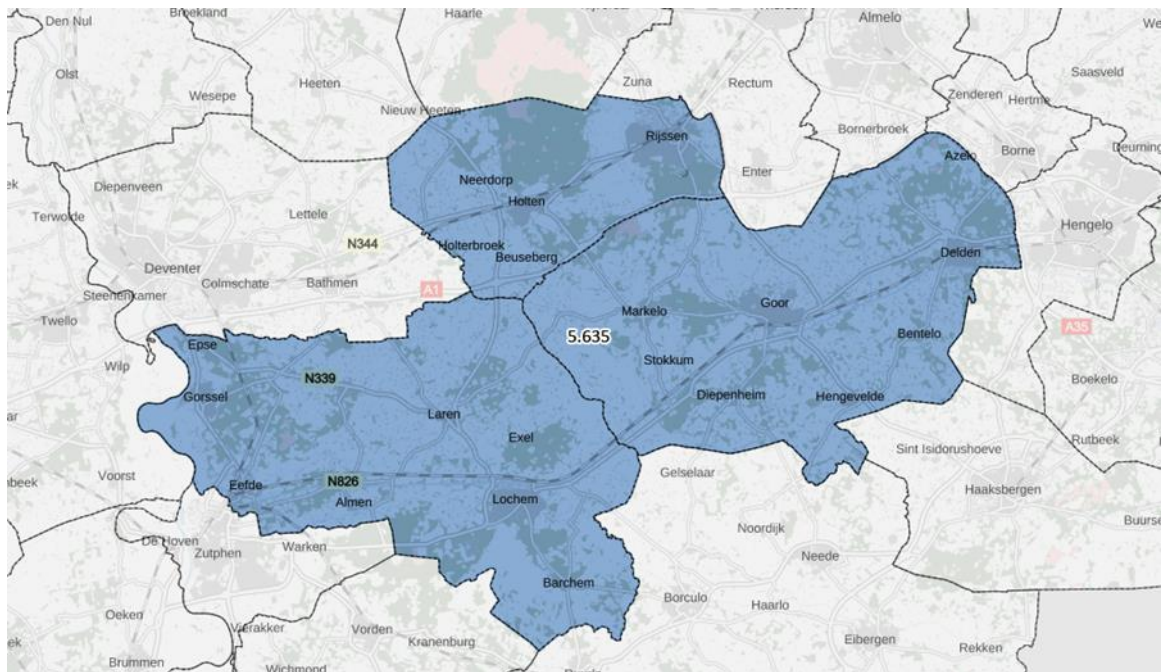 Den Nul
Broekland
Haarle
Almelo
Olst
Wesepe
Heeten
Zuna
Rectum
Saasveld
Zenderen
Hertme
Nieuw Heeten
Bornerbroek
Rijssen
Borne
Deurning
Azelo
Diepenveen
Neerdorp
Enter
Terwolde
Lettele
Holten
Hengelo
N344
Holterbroek
Beuseberg
Delden
Deventer
Colmschate
Bathmen
A1
Steenenkamer
Twello
Markelo
Goor
A35
Epse
5.635
Bentelo
Wilp
Stokkum
N339
Boekelo
Gorssel
Diepenheim
Hengevelde
Laren
Exel
Rutbeek
Sint Isidorushoeve
Voorst
Gelselaar
Eefde
N826
Almen
Lochem
Haaksbergen
Noordijk
Buurse
De Hoven
Zutphen
Warken
Neede
Barchem
Borculo
Haarlo
Oeken
Vierakker
Vorden
Kranenburg
Eibergen
Rekken
Brummen
Wichmond